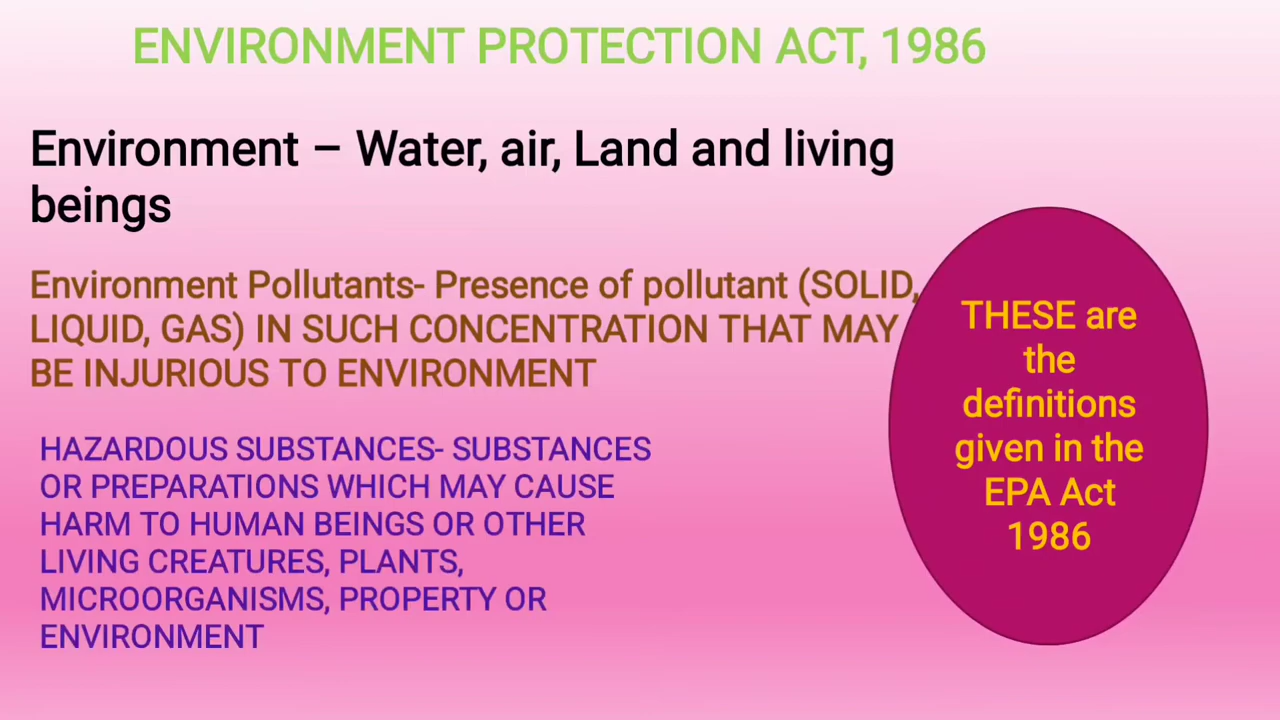 ENVIRONMENT PROTECTION ACT, 1986
Environment – Water, air, Land and living
beings
Environment Pollutants- Presence of pollutant (SOLID,
LIQUID, GAS) IN SUCH CONCENTRATION THAT MAY
BE INJURIOUS TO ENVIRONMENT
HAZARDOUS SUBSTANCES- SUBSTANCES
OR PREPARATIONS WHICH MAY CAUSE
HARM TO HUMAN BEINGS OR OTHER
LIVING CREATURES, PLANTS,
MICROORGANISMS, PROPERTY OR
ENVIRONMENT
THESE are
the
definitions
given in the
EPA Act
1986